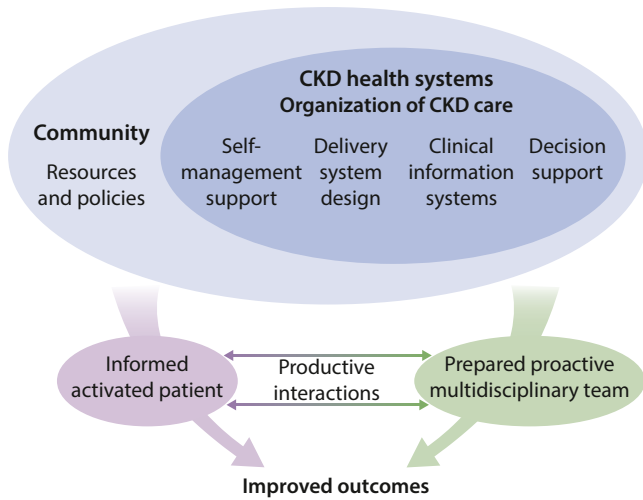 CKD health systems
Organization of CKD care
Community
Resources
and policies
Self-
management
support
Delivery
system
design
Clinical
information
systems
Decision
support
Informed
activated patient
Productive
interactions
Prepared proactive
multidisciplinary team
Improved outcomes